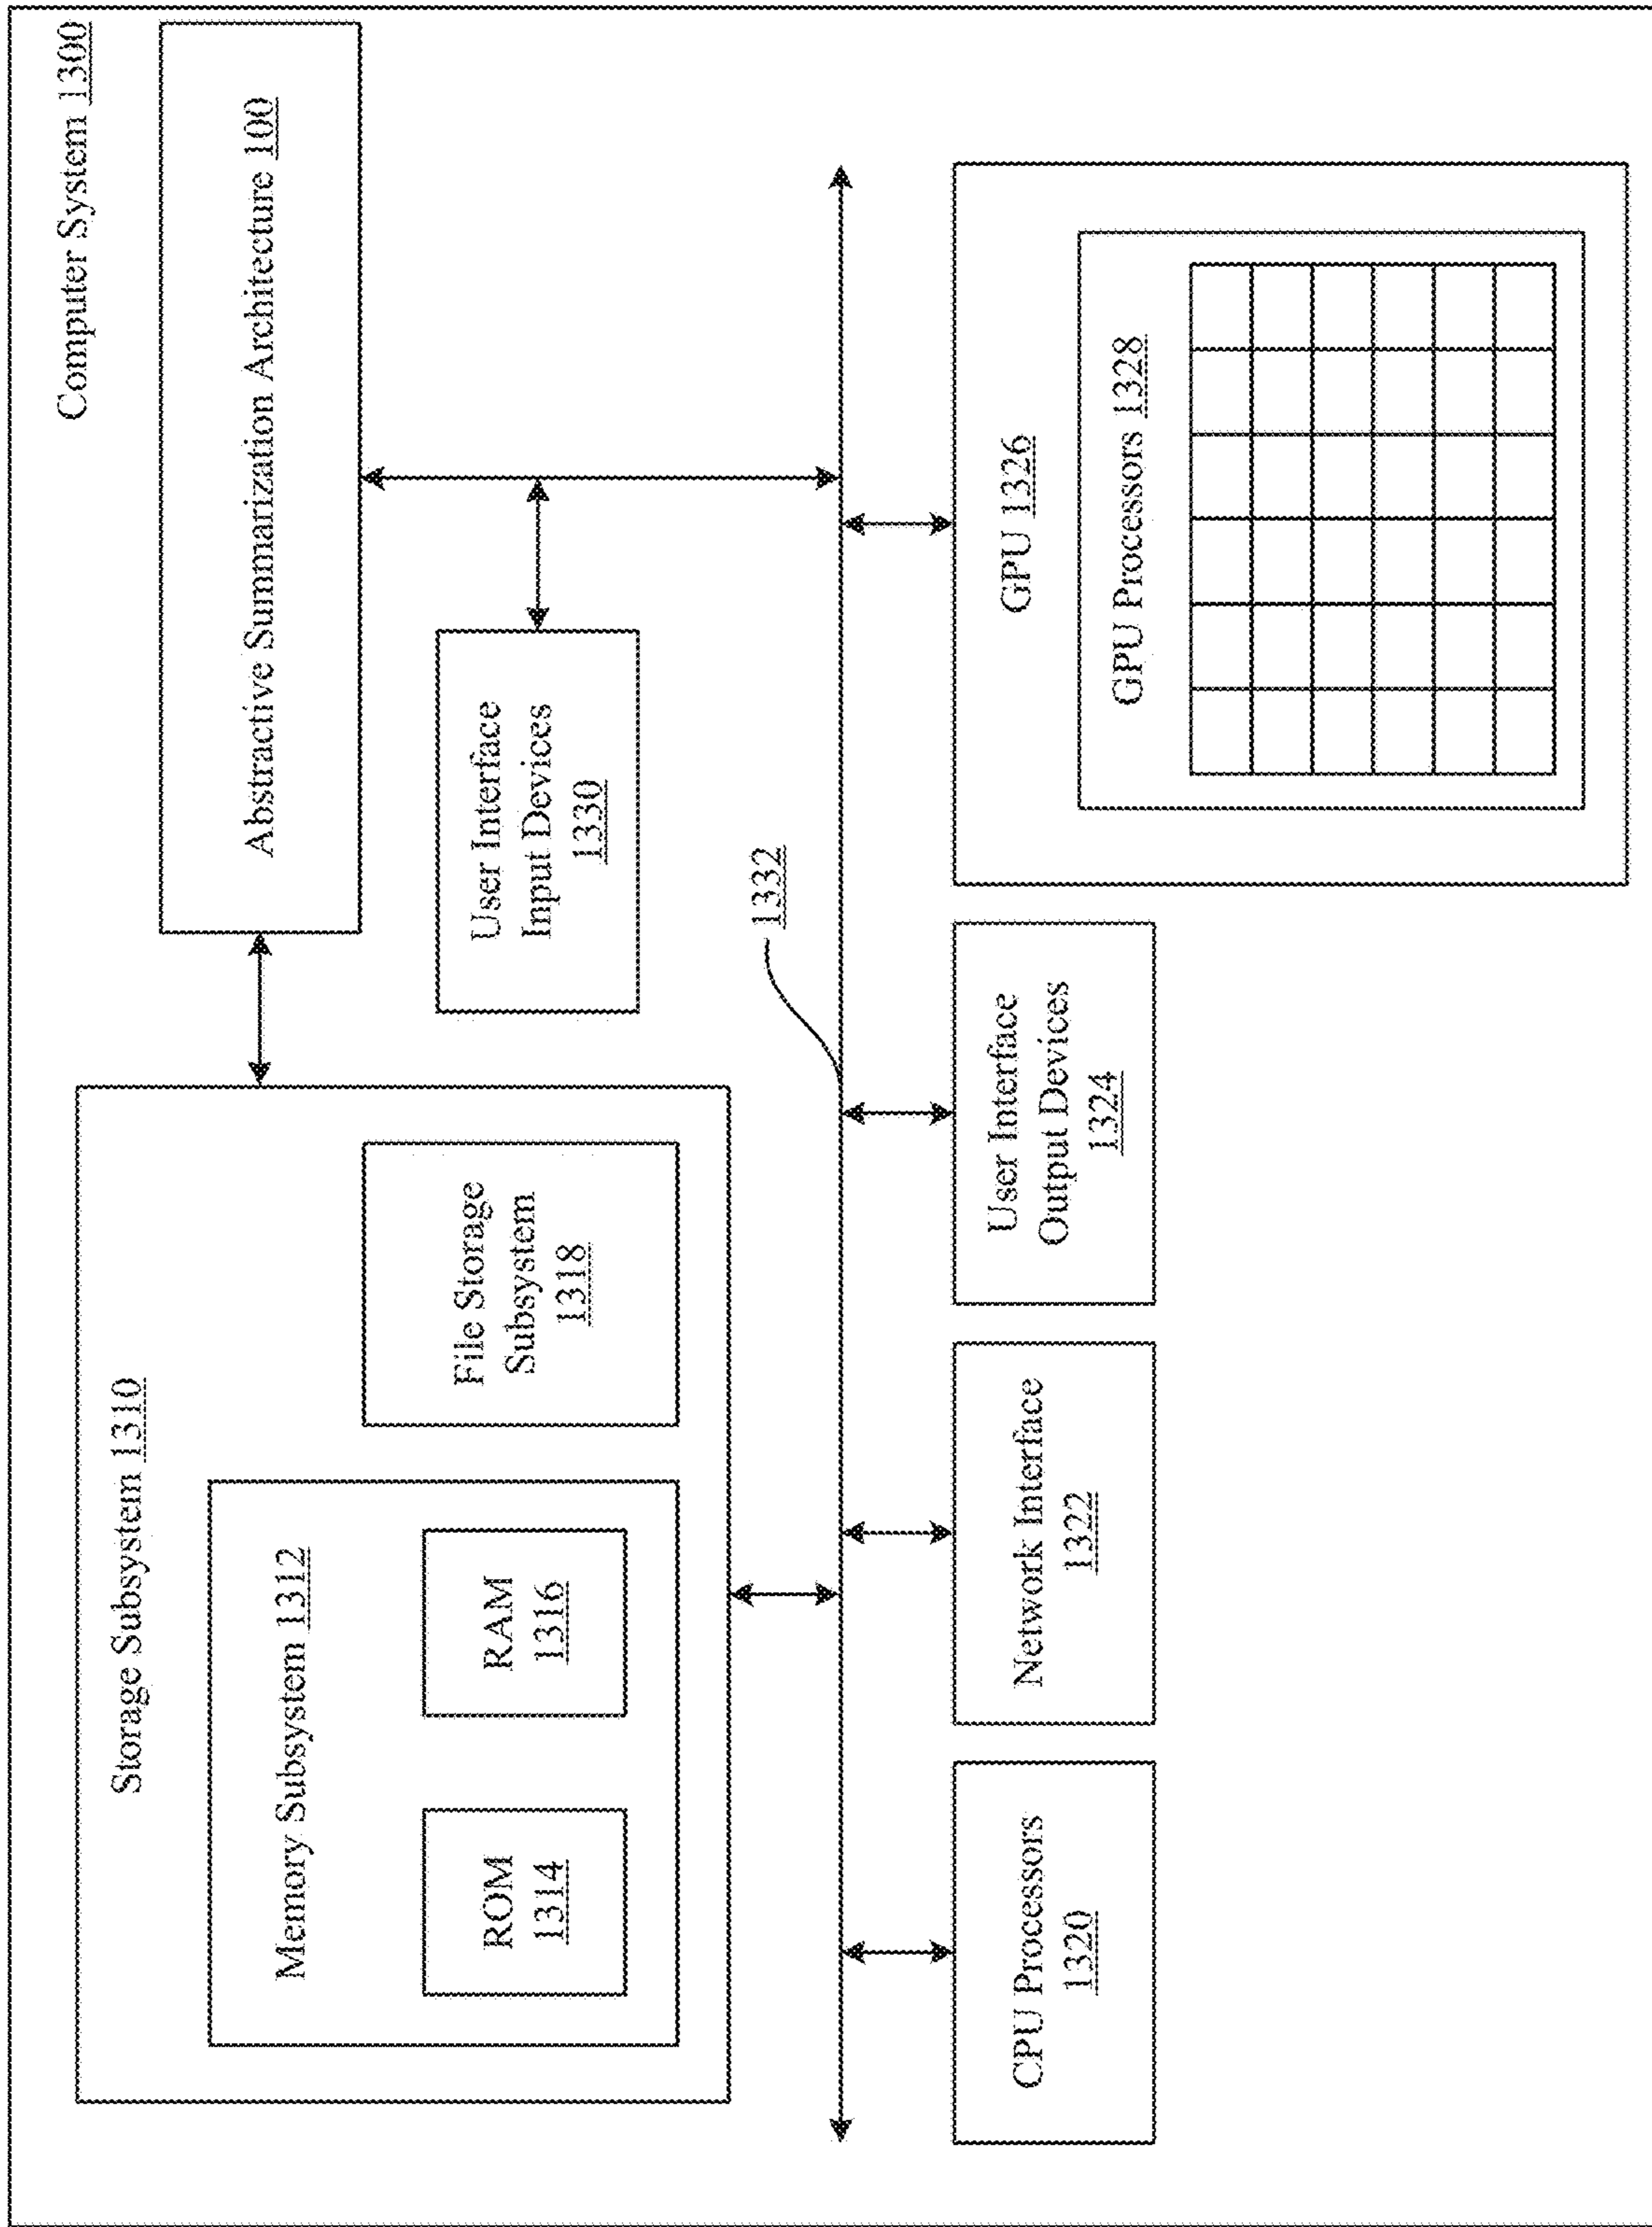 Computer System 1300
Storage Subsystem 1310
Memory Subsystem 1312
ROM
1314
RAM
1316
File Storage
Subsystem
1318
Abstractive Summarization Architecture 100
User Interface
Input Devices
1330
1332
CPU Processors
1320
Network Interface
1322
User Interface
Output Devices
1324
GPU 1326
GPU Processors 1328